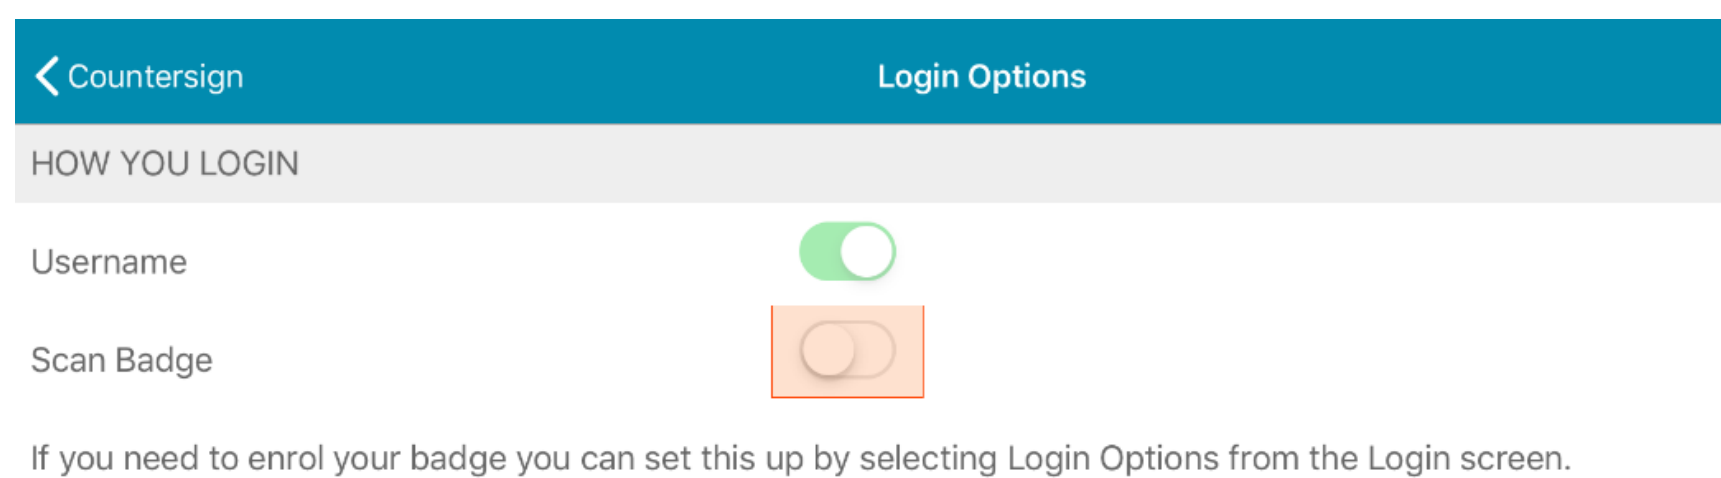 Countersign
Login Options
HOW YOU LOGIN
Username
Scan Badge
If you need to enrol your badge you can set this up by selecting Login Options from the Login screen.